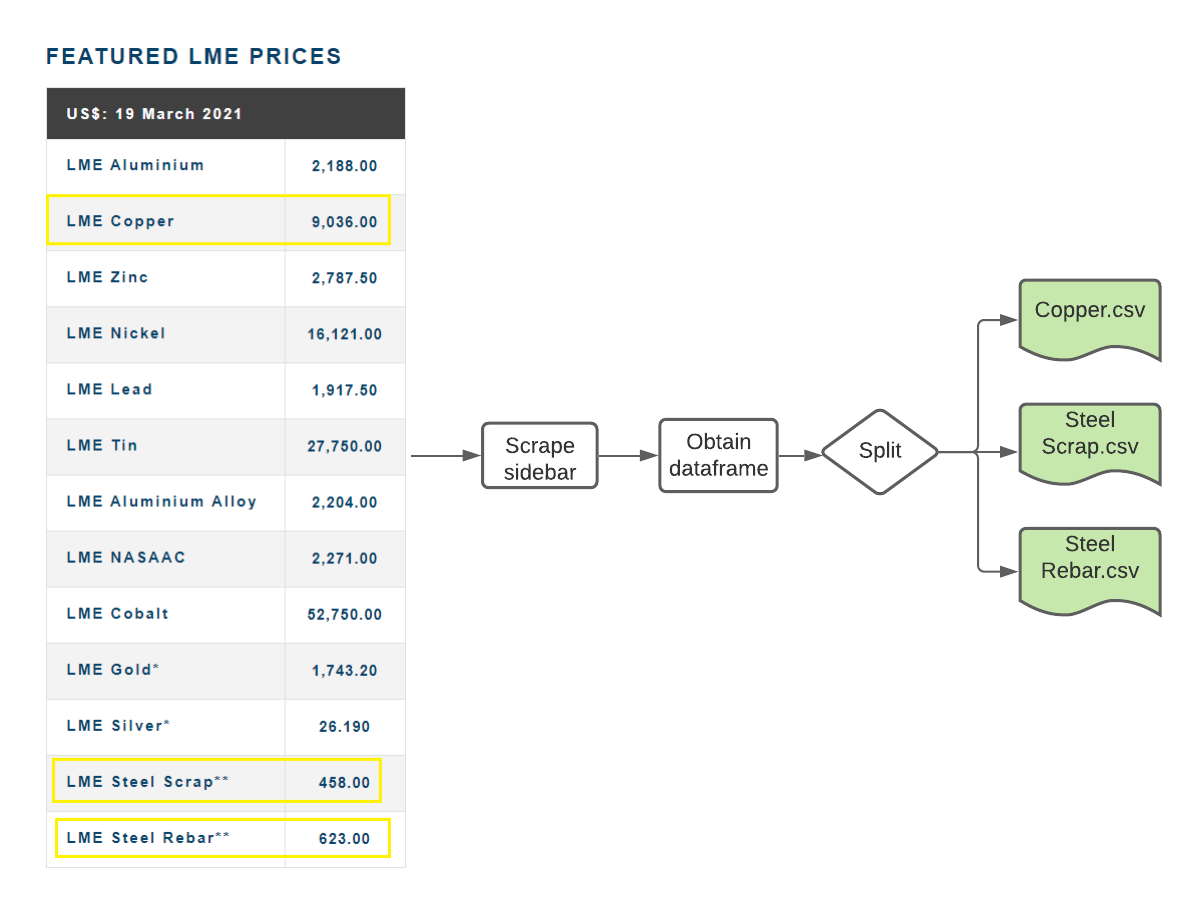 FEATURED LME PRICES
US$: 19 March 2021
LME Aluminium 2,188.00
LME Copper 9,036.00
LME Zinc 2,787.50
LME Nickel 16,121.00
LME Lead 1,917.50
LME Tin 27,750.00
LME Aluminium Alloy 2,204.00
LME NASAAC 2,271.00
LME Cobalt 52,750.00
LME Gold* 1,743.20
LME Silver* 26.190
LME Steel Scrap** 458.00
LME Steel Rebar** 623.00
Scrape
sidebar
Obtain
dataframe
Split
Copper.csv
Steel
Scrap.csv
Steel
Rebar.csv